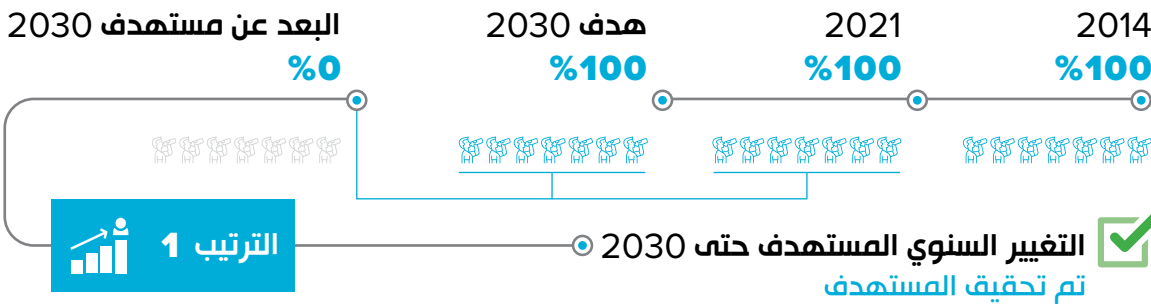 2014
%100
2021
%100
هدف 2030
%100
البعد عن مستهدف 2030
%0
التغيير السنوي المستهدف حتى 2030
تم تحقيق المستهدف
الترتيب 1